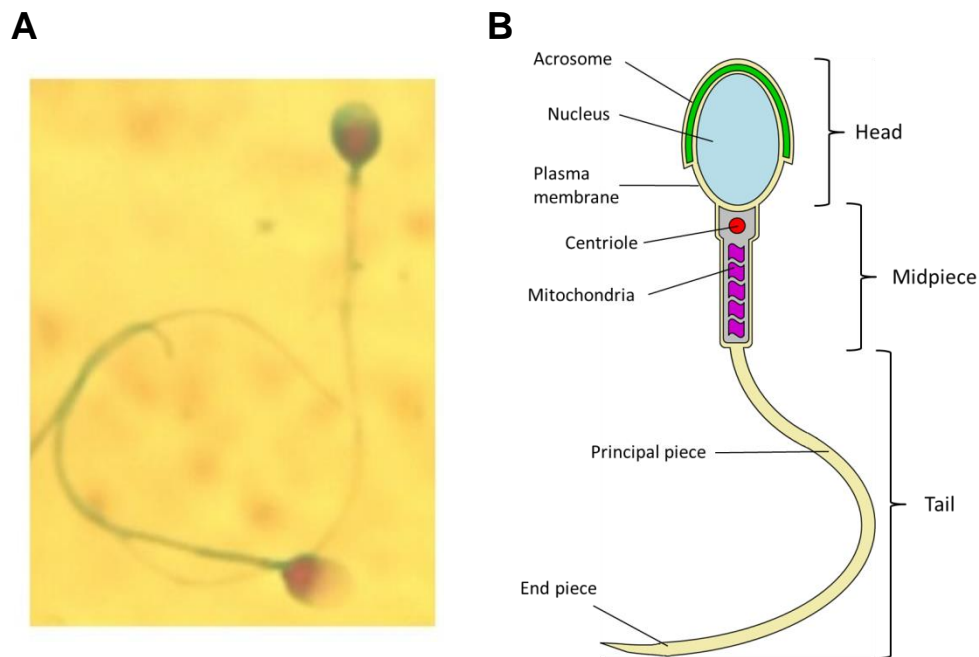 A
B
Acrosome
Nucleus
Head
Plasma
membrane
Centriole
Mitochondria
Midpiece
Principal piece
Tail
End piece